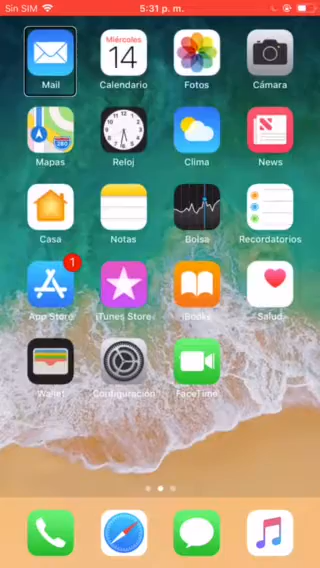 Sin SIM 5:31 p. m.
Miércoles
14
Mail Calendario Fotos Cámara
280
Mapas Reloj Clima News
Casa Notas Bolsa Recordatorios
1
App Store iTunes Store iBooks Salud
Wallet Configuración FaceTime